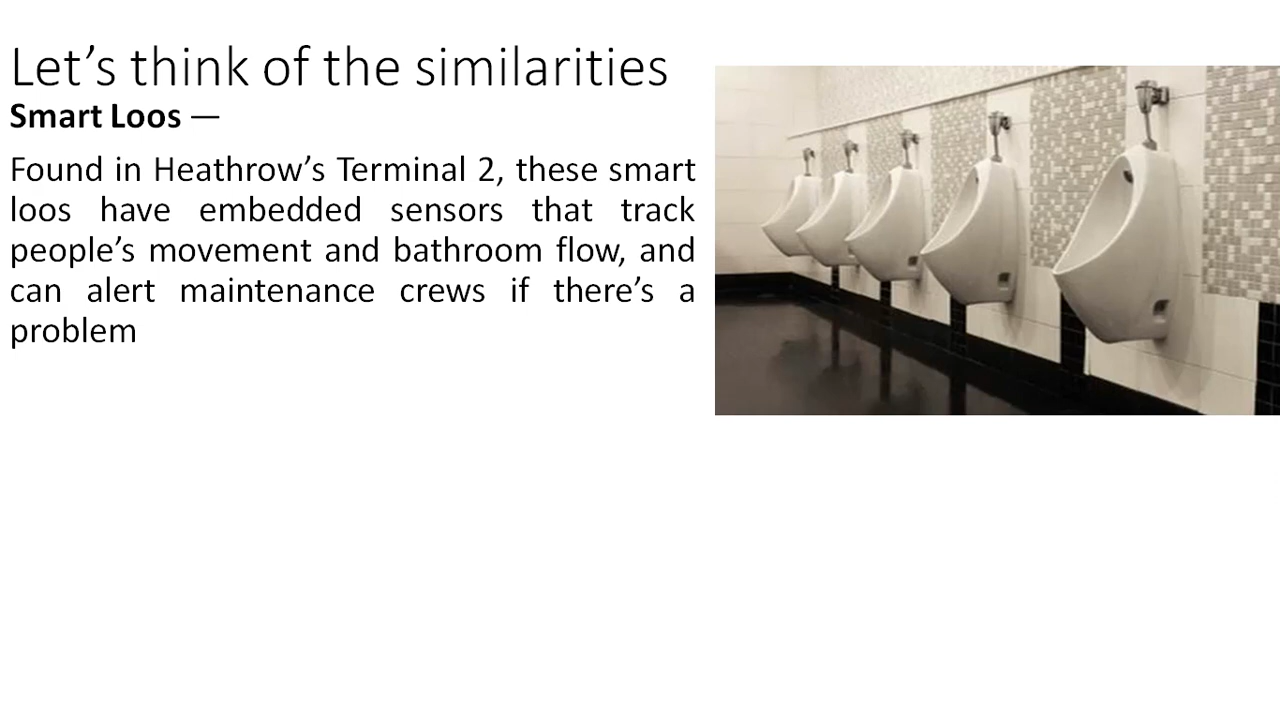 Let’s think of the similarities
Smart Loos —
Found in Heathrow’s Terminal 2, these smart
loos have embedded sensors that track
people’s movement and bathroom flow, and
can alert maintenance crews if there’s a
problem